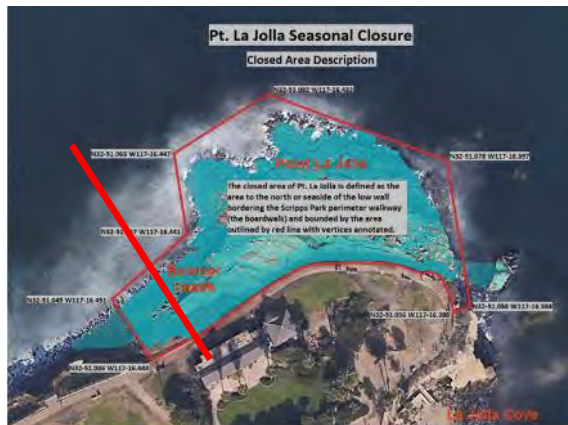 Pt. La Jolla Seasonal Closure
Closed Area Description
N32-51.092 W117-16.432
N32-51.068 W117-16.447
N32-51.078 W117-16.397
Point La Jolla
The closed area of Pt. La Jolla is defined as the
area to the north or seaside of the low wall
bordering the Scripps Park perimeter walkway
(the boardwalk) and bounded by the area
outlined by red line with vertices annotated.
W117-16.441
N32-51.045 W117-16.451
N32-51.050 W117-16.384
N32-51.056 W117-16.390
N32-51.036 W117-16.443
La Jolla Cove